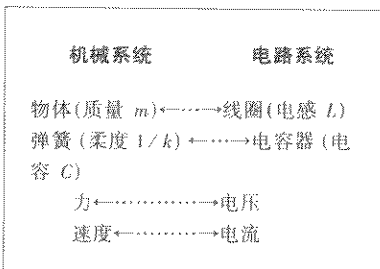 机械系统 电路系统
物体(质量 m)←····→线圈(电感 L)
弹簧(柔度 1/k)←····→电容器(电
容 C)
力←··········→电压
速度←··········→电流